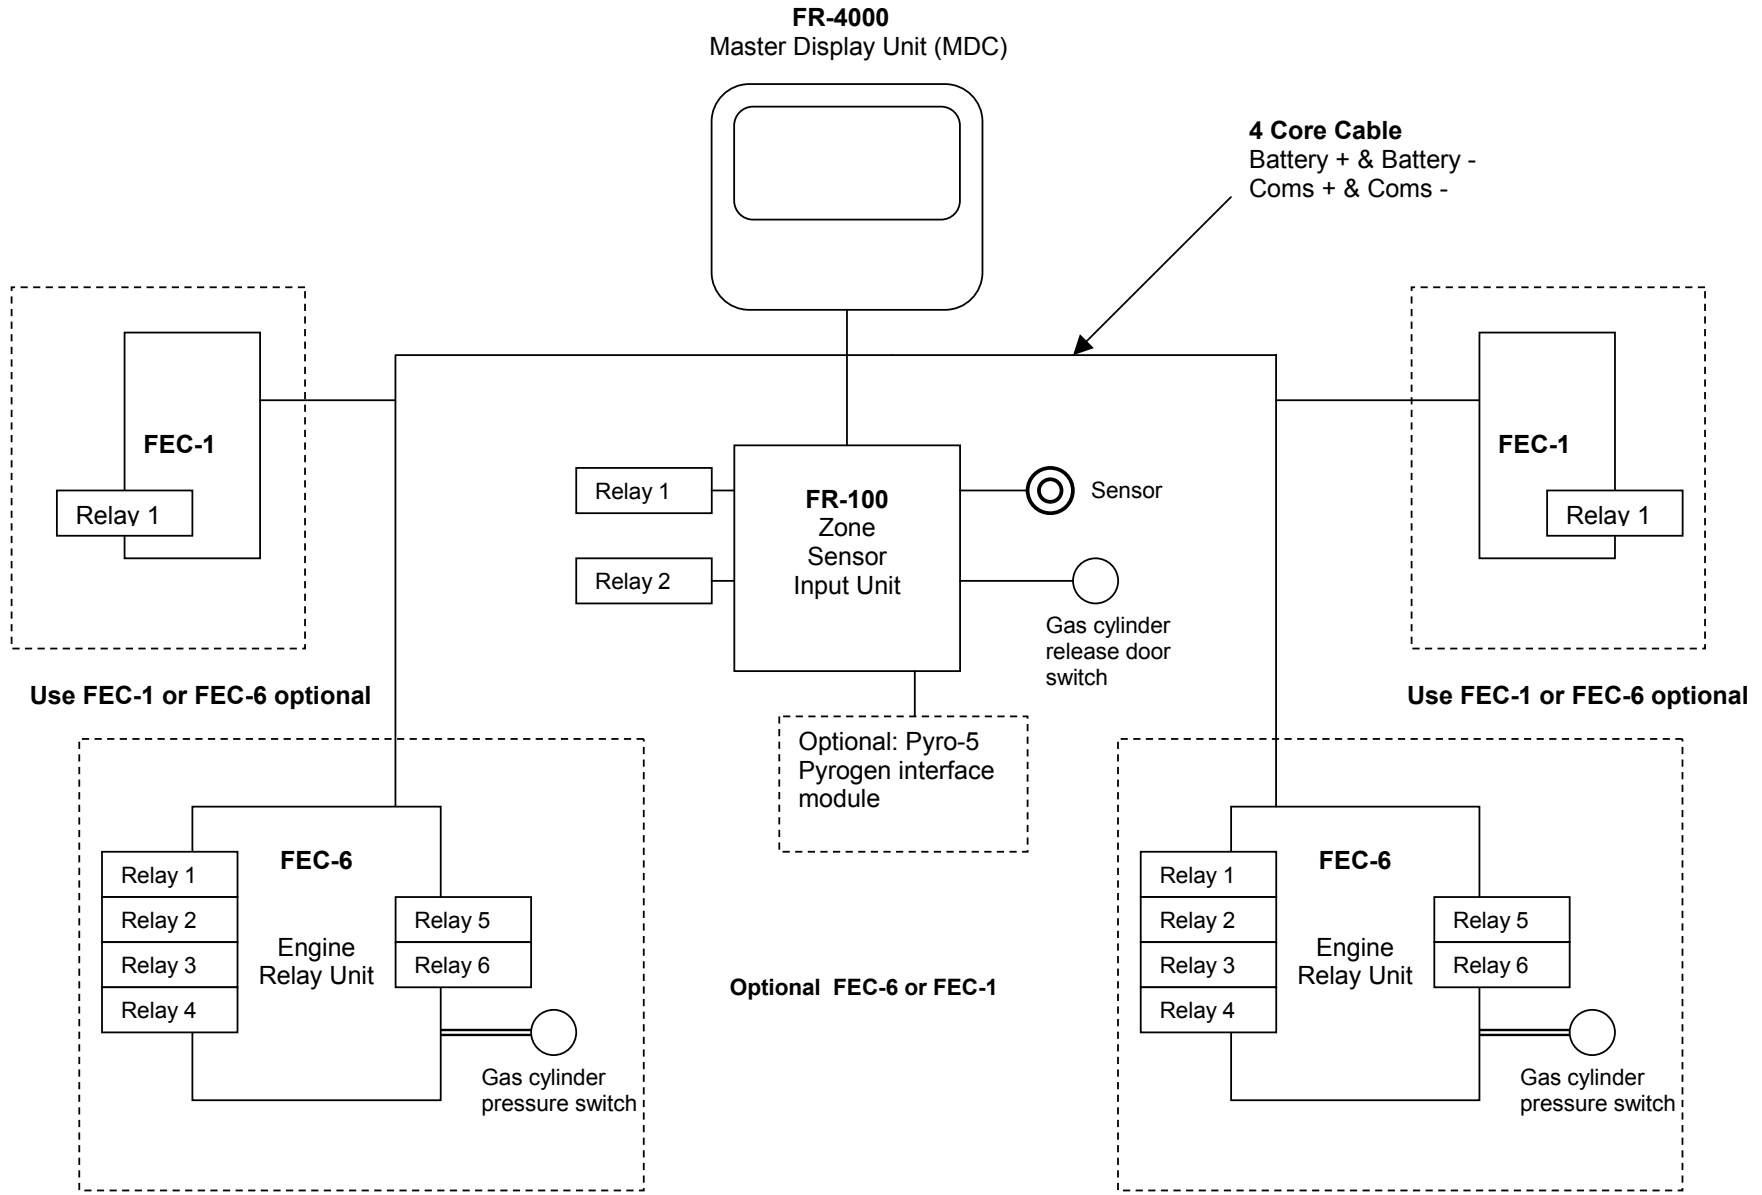 FR-4000
Master Display Unit (MDC)
4 Core Cable
Battery + & Battery -
Coms + & Coms -
FEC-1
Relay 1
Use FEC-1 or FEC-6 optional
Relay 1
Relay 2
FR-100
Zone
Sensor
Input Unit
Sensor
Gas cylinder
release door
switch
Optional: Pyro-5
Pyrogen interface
module
FEC-1
Relay 1
Use FEC-1 or FEC-6 optional
FEC-6
Engine
Relay Unit
Relay 1
Relay 2
Relay 3
Relay 4
Relay 5
Relay 6
Gas cylinder
pressure switch
Optional FEC-6 or FEC-1
FEC-6
Engine
Relay Unit
Relay 1
Relay 2
Relay 3
Relay 4
Relay 5
Relay 6
Gas cylinder
pressure switch